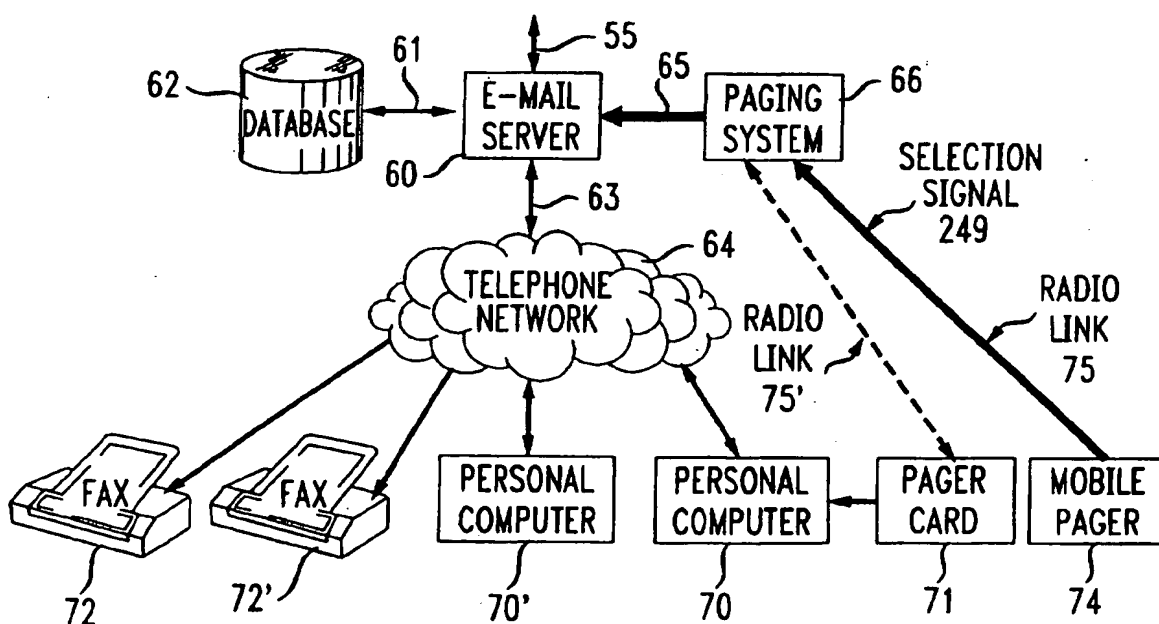 55
61
62
DATABASE
E-MAIL
SERVER
60
65
PAGING
SYSTEM
66
SELECTION
SIGNAL
249
63
64
TELEPHONE
NETWORK
RADIO
LINK
75'
RADIO
LINK
75
FAX
72
FAX
72'
PERSONAL
COMPUTER
70'
PERSONAL
COMPUTER
70
PAGER
CARD
71
MOBILE
PAGER
74